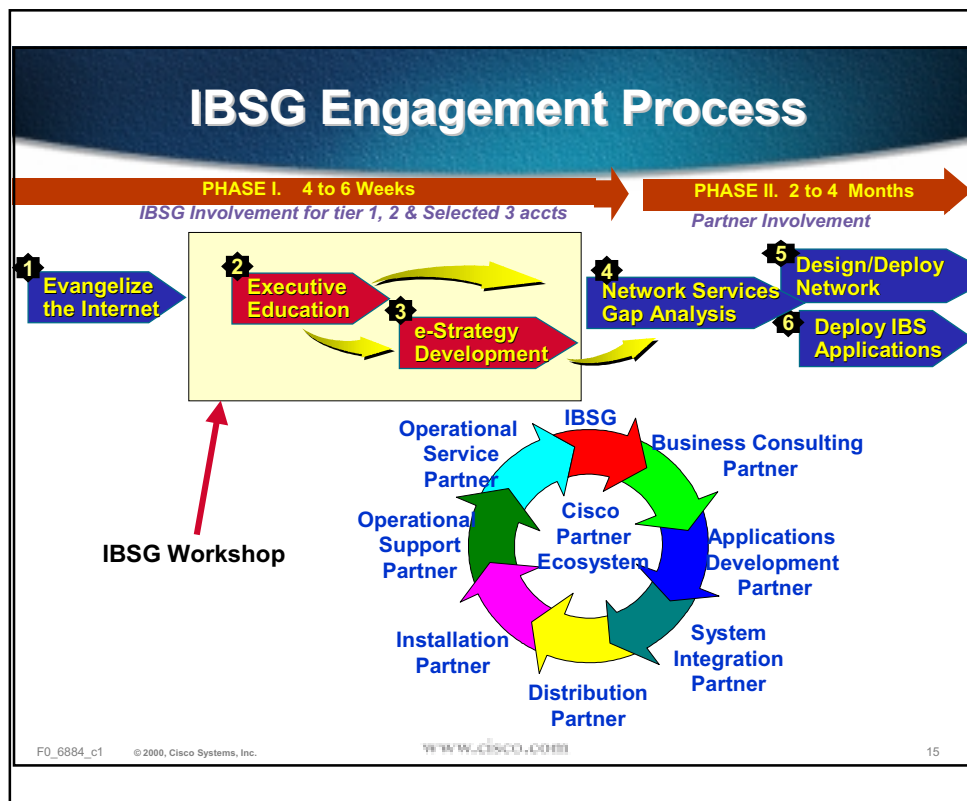 IBSG Engagement Process
PHASE I. 4 to 6 Weeks
PHASE II. 2 to 4 Months
IBSG Involvement for tier 1, 2 & Selected 3 accts
Partner Involvement
1
Evangelize
the Internet
2
Executive
Education
3
e-Strategy
Development
4
Network Services
Gap Analysis
5
Design/Deploy
Network
6
Deploy IBS
Applications
IBSG Workshop
IBSG
Business Consulting
Partner
Applications
Development
Partner
System
Integration
Partner
Distribution
Partner
Installation
Partner
Operational
Support
Partner
Operational
Service
Partner
Cisco
Partner
Ecosystem
F0_6884_c1
© 2000, Cisco Systems, Inc.
www.cisco.com
15